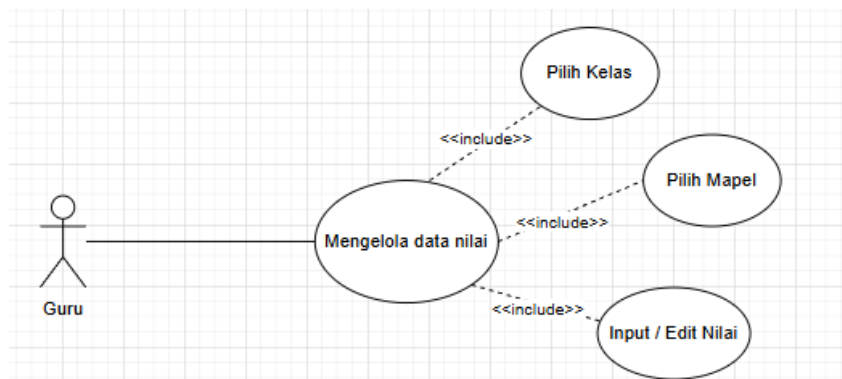 Pilih Kelas
<<include>>
Pilih Mapel
<<include>>
Mengelola data nilai
Guru
<<include>>
Input / Edit Nilai